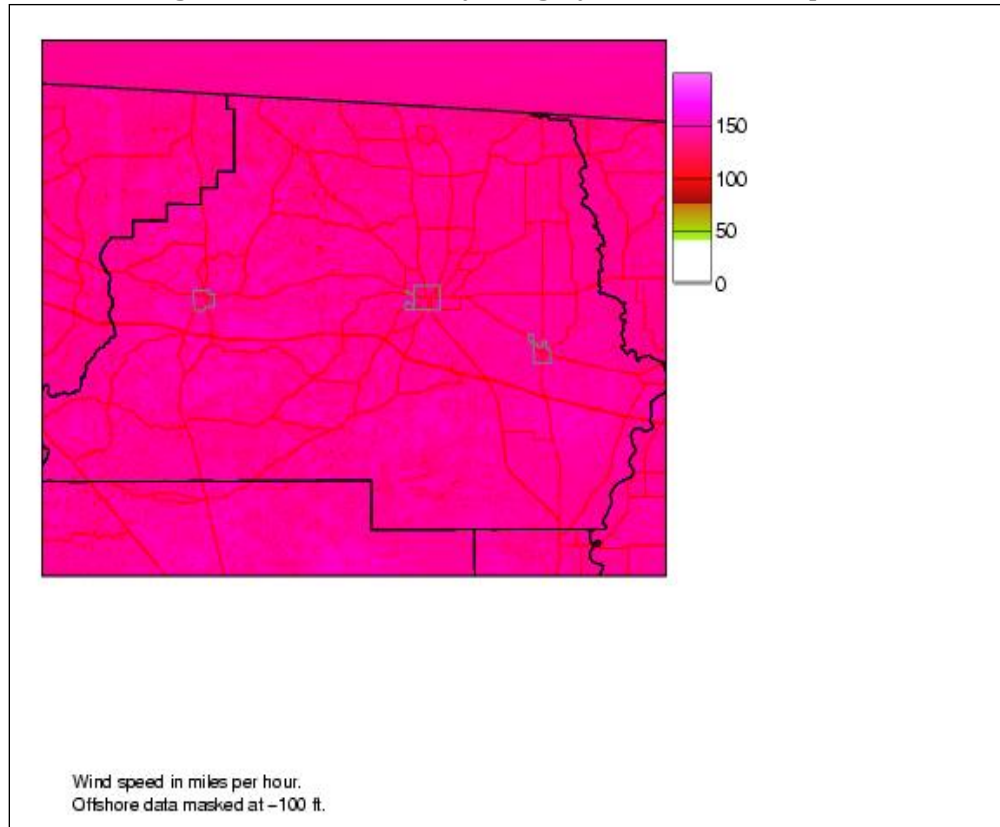 150
100
50
0
Wind speed in miles per hour.
Offshore data masked at −100 ft.